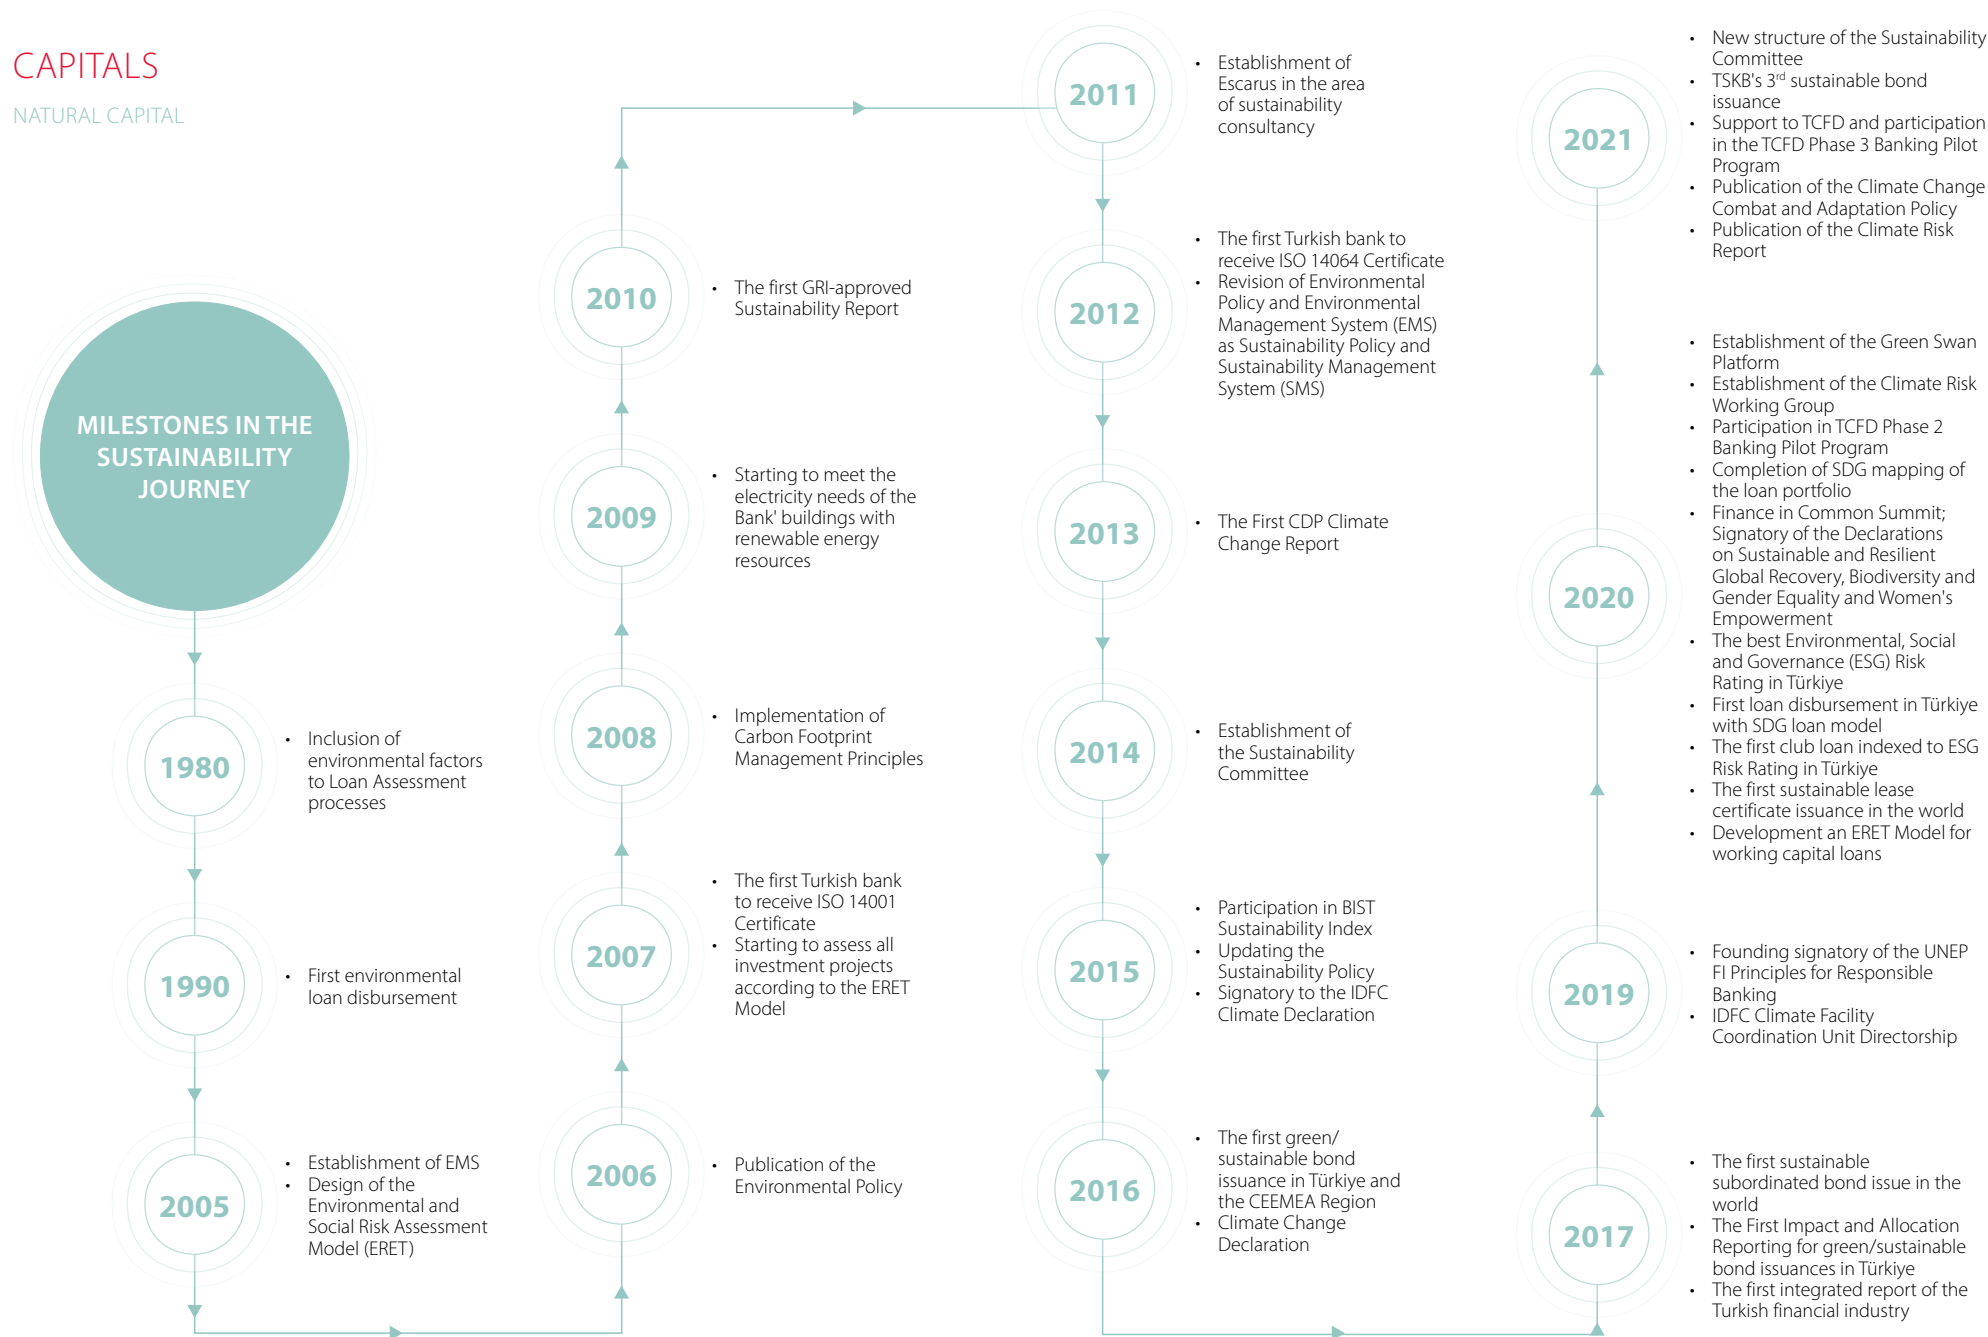 CAPITALS
NATURAL CAPITAL
MILESTONES IN THE
SUSTAINABILITY
JOURNEY
1980
• Inclusion of
environmental factors
to Loan Assessment
processes
1990
• First environmental
loan disbursement
2005
• Establishment of EMS
• Design of the
Environmental and
Social Risk Assessment
Model (ERET)
2006
• Publication of the
Environmental Policy
2007
• The first Turkish bank
to receive ISO 14001
Certificate
• Starting to assess all
investment projects
according to the ERET
Model
2008
• Implementation of
Carbon Footprint
Management Principles
2009
• Starting to meet the
electricity needs of the
Bank' buildings with
renewable energy
resources
2010
• The first GRI-approved
Sustainability Report
2011
• Establishment of
Escarus in the area
of sustainability
consultancy
2012
• The first Turkish bank to
receive ISO 14064 Certificate
• Revision of Environmental
Policy and Environmental
Management System (EMS)
as Sustainability Policy and
Sustainability Management
System (SMS)
2013
• The First CDP Climate
Change Report
2014
• Establishment of
the Sustainability
Committee
2015
• Participation in BIST
Sustainability Index
• Updating the
Sustainability Policy
• Signatory to the IDFC
Climate Declaration
2016
• The first green/
sustainable bond
issuance in Türkiye and
the CEEMEA Region
• Climate Change
Declaration
2017
• The first sustainable
subordinated bond issue in the
world
• The First Impact and Allocation
Reporting for green/sustainable
bond issuances in Türkiye
• The first integrated report of the
Turkish financial industry
2019
• Founding signatory of the UNEP
FI Principles for Responsible
Banking
• IDFC Climate Facility
Coordination Unit Directorship
2020
• Establishment of the Green Swan
Platform
• Establishment of the Climate Risk
Working Group
• Participation in TCFD Phase 2
Banking Pilot Program
• Completion of SDG mapping of
the loan portfolio
• Finance in Common Summit;
Signatory of the Declarations
on Sustainable and Resilient
Global Recovery, Biodiversity and
Gender Equality and Women's
Empowerment
• The best Environmental, Social
and Governance (ESG) Risk
Rating in Türkiye
• First loan disbursement in Türkiye
with SDG loan model
• The first club loan indexed to ESG
Risk Rating in Türkiye
• The first sustainable lease
certificate issuance in the world
• Development an ERET Model for
working capital loans
2021
• New structure of the Sustainability
Committee
• TSKB's 3rd sustainable bond
issuance
• Support to TCFD and participation
in the TCFD Phase 3 Banking Pilot
Program
• Publication of the Climate Change
Combat and Adaptation Policy
• Publication of the Climate Risk
Report